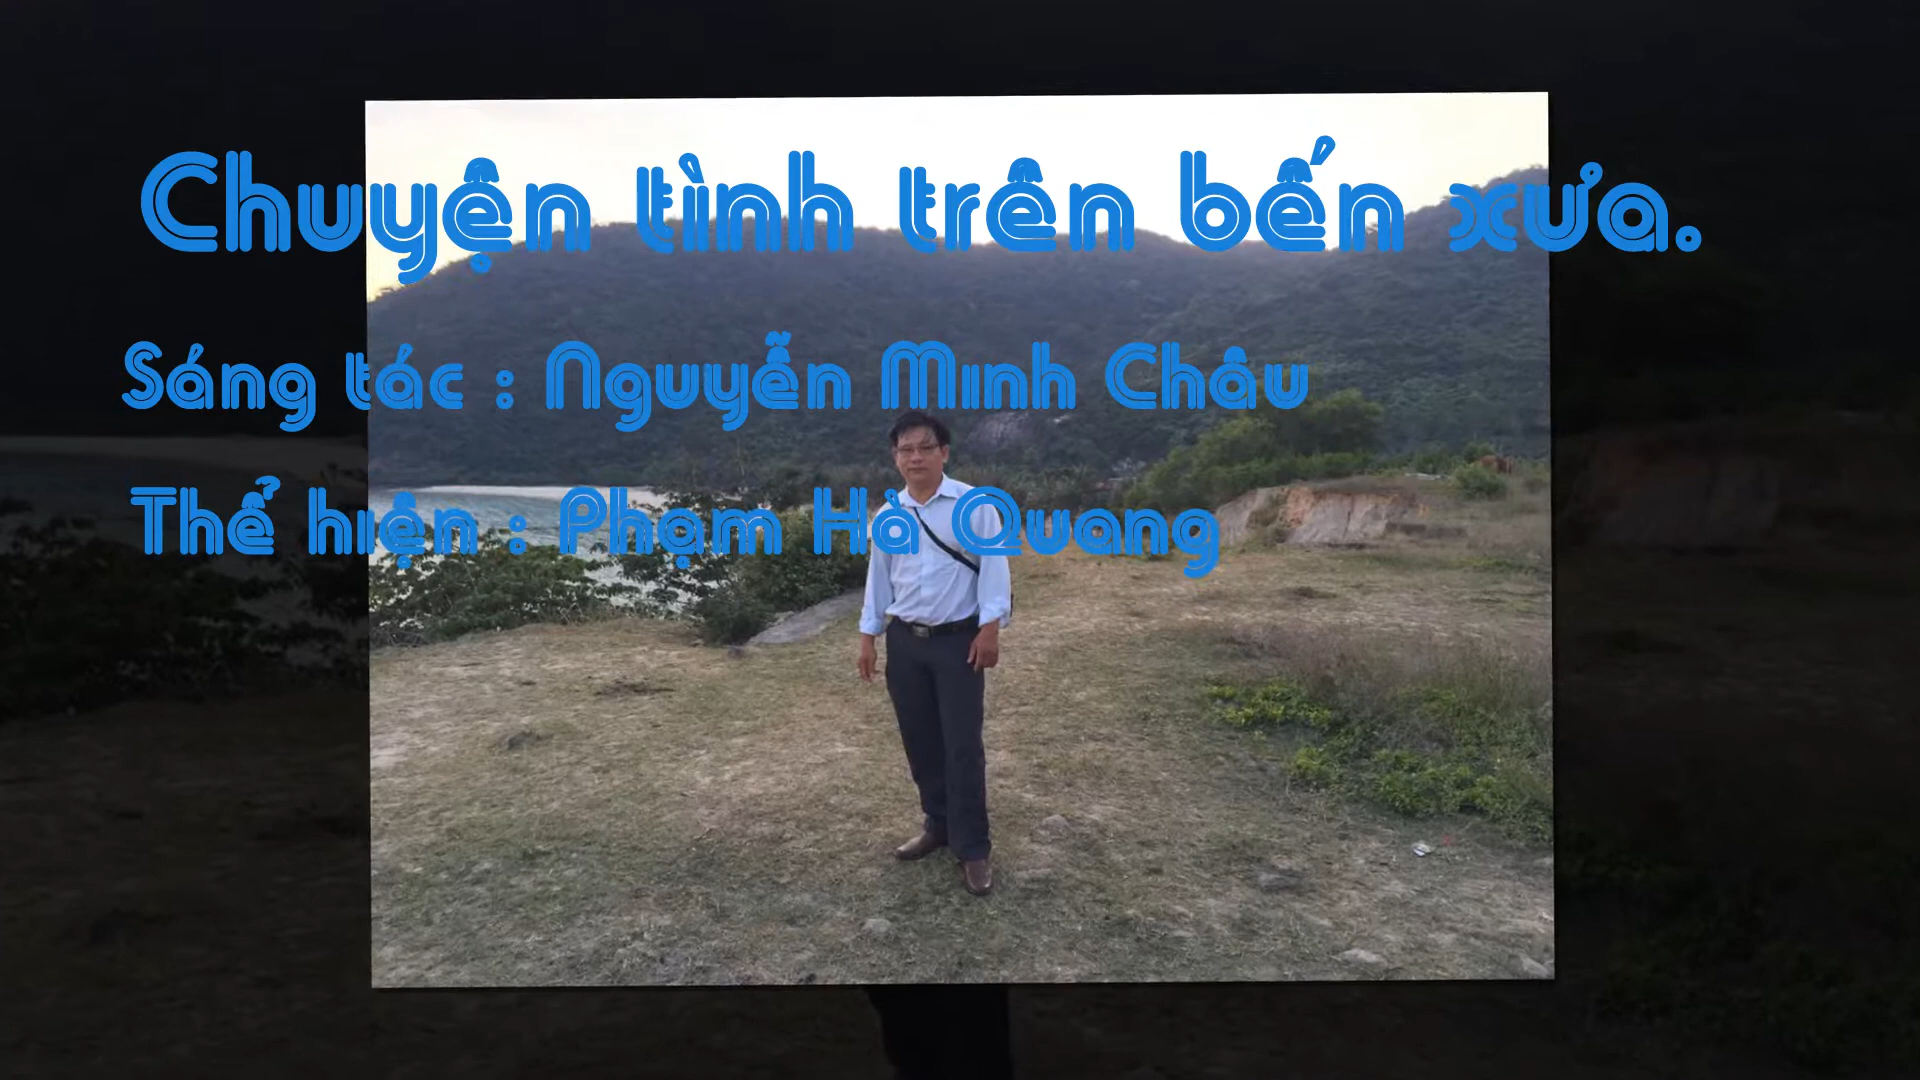 Chuyện tình trên bến xưa.
Sáng tác : Nguyễn Minh Châu
Thể hiện : Phạm Hà Quang